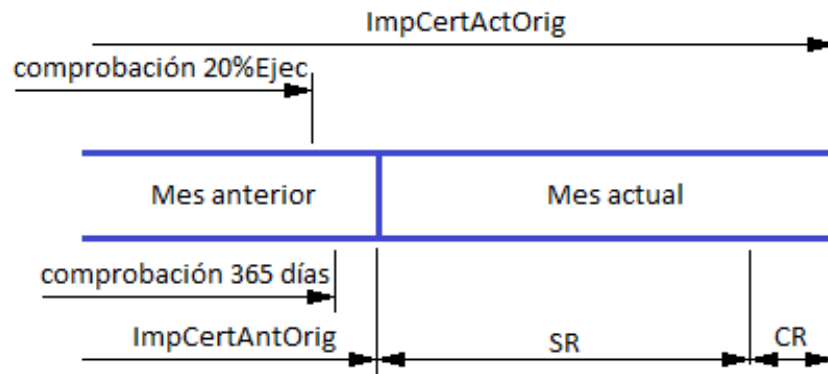 ImpCertActOrig
comprobación 20%Ejec
Mes anterior
Mes actual
comprobación 365 días
ImpCertAntOrig
SR
CR